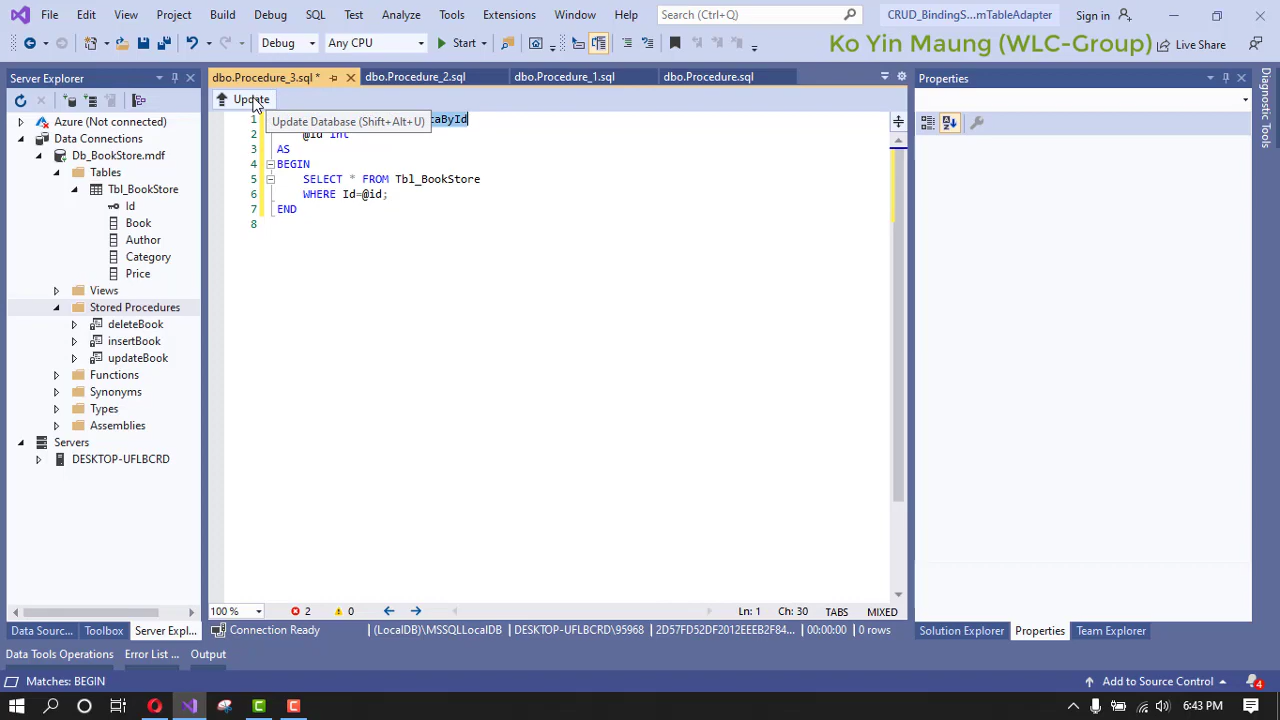 File Edit View Project Build Debug SQL Test Analyze Tools Extensions Window Help Search (Ctrl+Q) CRUD_BindingS...mTableAdapter Sign in
Debug Any CPU Start Ko Yin Maung (WLC-Group) Live Share
Server Explorer
dbo.Procedure_3.sql * dbo.Procedure_2.sql dbo.Procedure_1.sql dbo.Procedure.sql
Properties
Update
Update Database (Shift+Alt+U)
Azure (Not connected)
Data Connections
Db_BookStore.mdf
Tables
Tbl_BookStore
Id
Book
Author
Category
Price
Views
Stored Procedures
deleteBook
insertBook
updateBook
Functions
Synonyms
Types
Assemblies
Servers
DESKTOP-UFLBCRD
1 taById
2 @id int
3 AS
4 BEGIN
5 SELECT * FROM Tbl_BookStore
6 WHERE Id=@id;
7 END
8
Diagnostic Tools
100 % 2 0 Ln: 1 Ch: 30 TABS MIXED
Connection Ready (LocalDB)\MSSQLLocalDB DESKTOP-UFLBCRD\95968 2D57FD52DF2012EEEB2F84... 00:00:00 0 rows
Data Sourc... Toolbox Server Expl...
Solution Explorer Properties Team Explorer
Data Tools Operations Error List ... Output
Matches: BEGIN Add to Source Control 4
6:43 PM